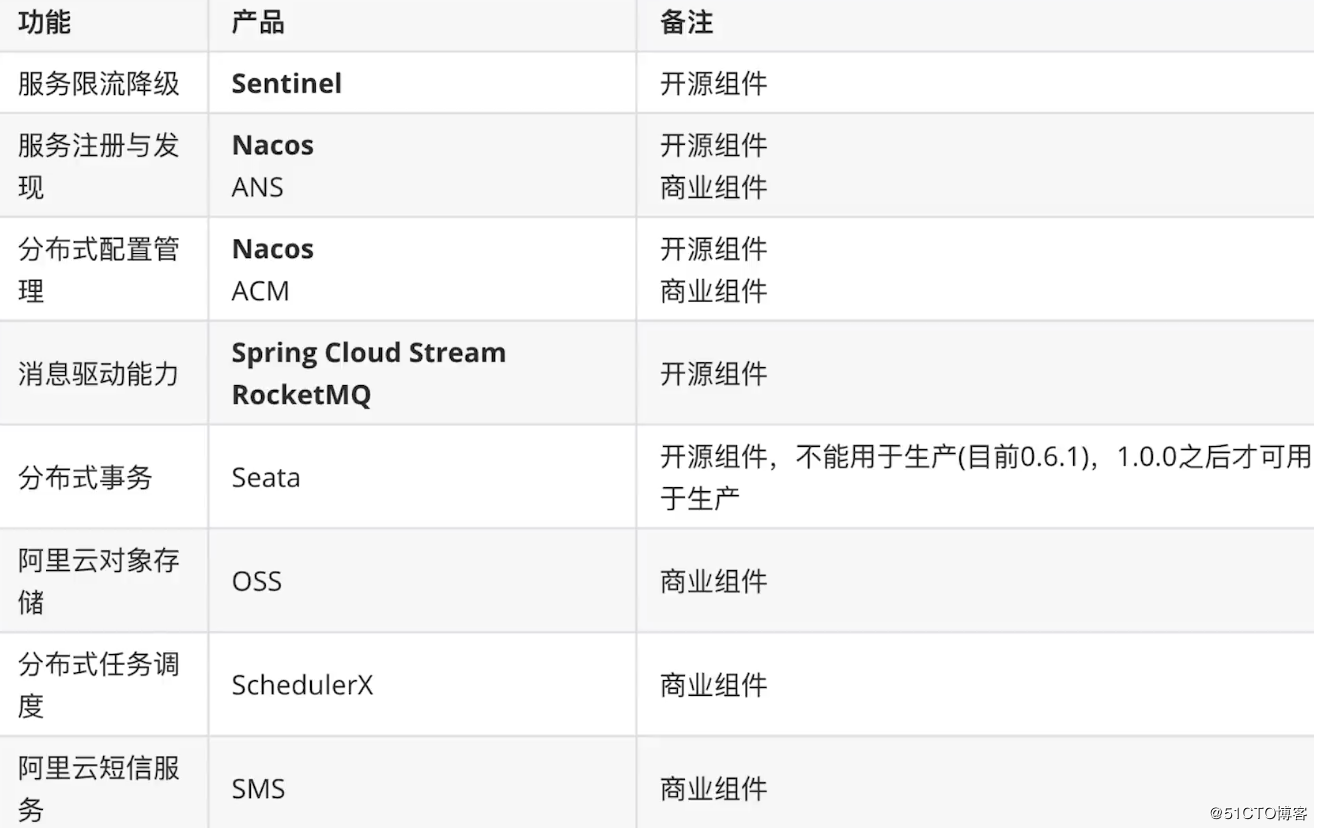 功能 产品 备注
服务限流降级 Sentinel 开源组件
服务注册与发 Nacos 开源组件
现 ANS 商业组件
分布式配置管 Nacos 开源组件
理 ACM 商业组件
消息驱动能力 Spring Cloud Stream 开源组件
RocketMQ
分布式事务 Seata 开源组件，不能用于生产(目前0.6.1)，1.0.0之后才可用
于生产
阿里云对象存 OSS 商业组件
储
分布式任务调 SchedulerX 商业组件
度
阿里云短信服 SMS 商业组件
务
@51CTO博客